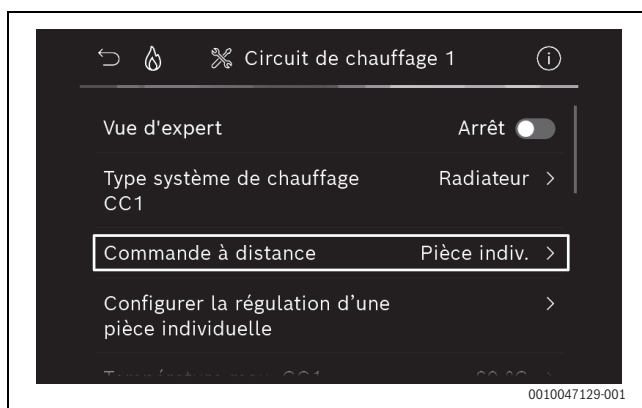 Circuit de chauffage 1
Vue d'expert Arrêt
Type système de chauffage Radiateur >
CC1
Commande à distance Pièce indiv. >
Configurer la régulation d’une >
pièce individuelle
0010047129-001